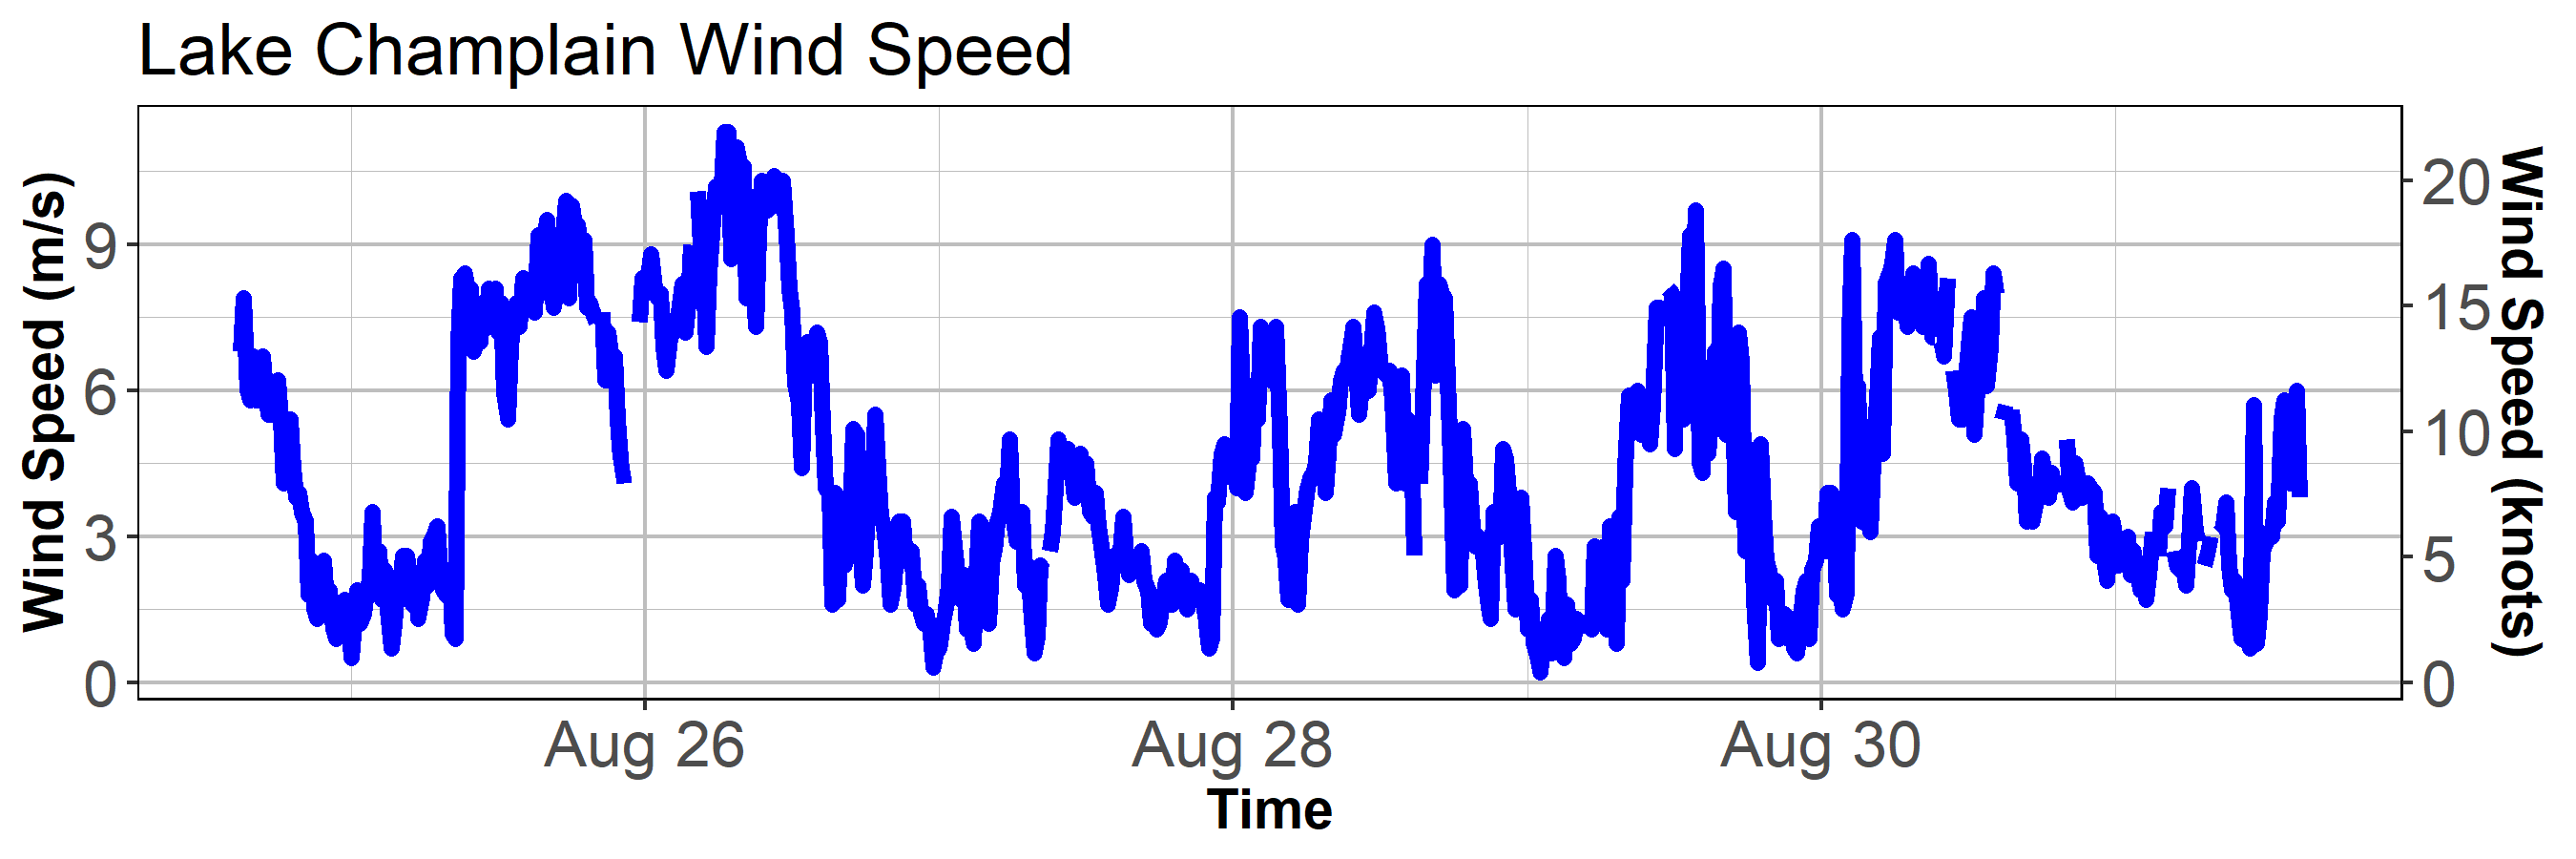 Lake Champlain Wind Speed
Wind Speed (m/s)
9
6
3
0
20
15
10
5
0
Wind Speed (knots)
Aug 26
Aug 28
Aug 30
Time